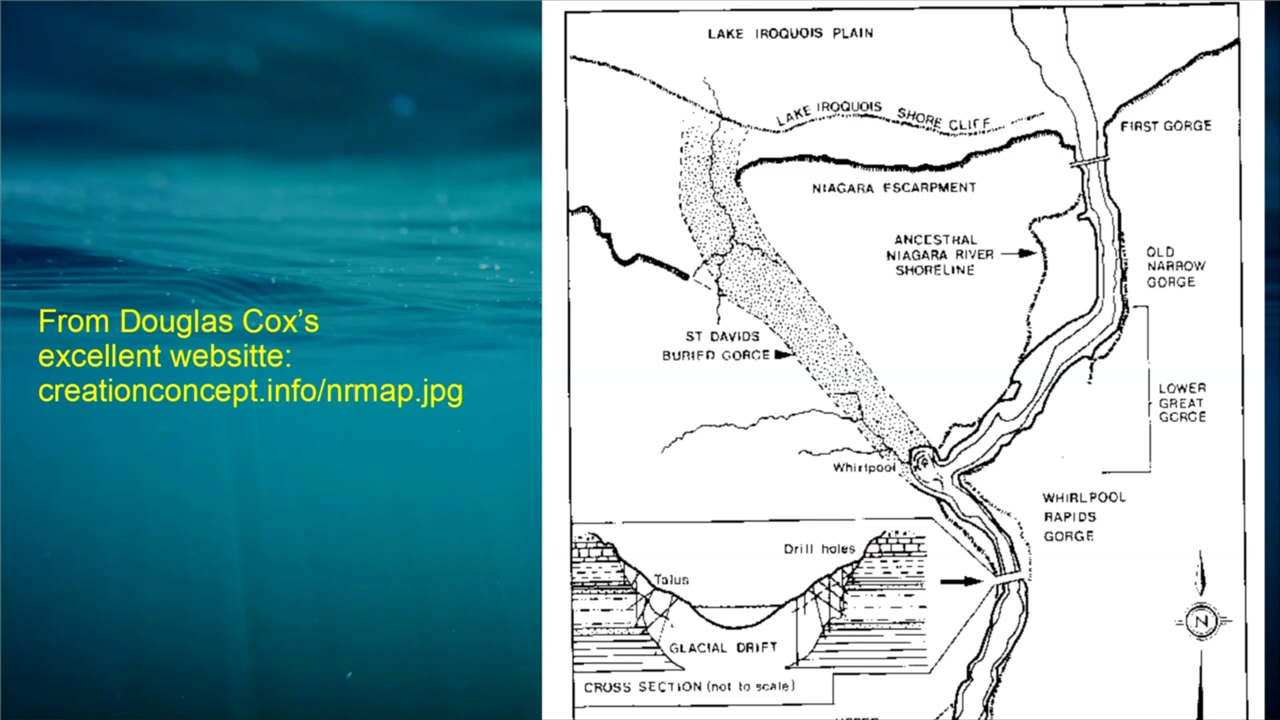 From Douglas Cox's
excellent websitte:
creationconcept.info/nrmap.jpg
LAKE IROQUOIS PLAIN
LAKE IROQUOIS SHORE CLIFF
FIRST GORGE
NIAGARA ESCARPMENT
ANCESTRAL
NIAGARA RIVER
SHORELINE
OLD
NARROW
GORGE
ST DAVIDS
BURIED GORGE
LOWER
GREAT
GORGE
Whirlpool
WHIRLPOOL
RAPIDS
GORGE
Drill holes
Talus
GLACIAL DRIFT
CROSS SECTION (not to scale)
N